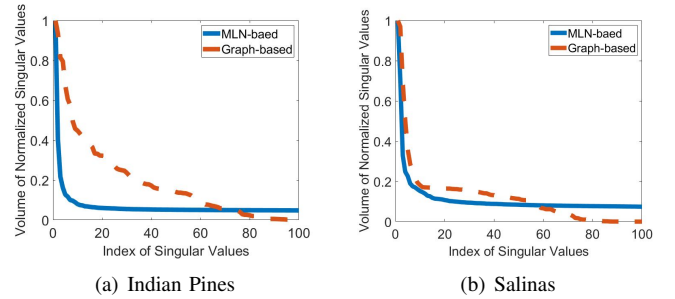 Volume of Normalized Singular Values
1
0.8
0.6
0.4
0.2
0
0 20 40 60 80 100
Index of Singular Values
MLN-baed
Graph-based
(a) Indian Pines
Volume of Normalized Singular Values
1
0.8
0.6
0.4
0.2
0
0 20 40 60 80 100
Index of Singular Values
MLN-baed
Graph-based
(b) Salinas